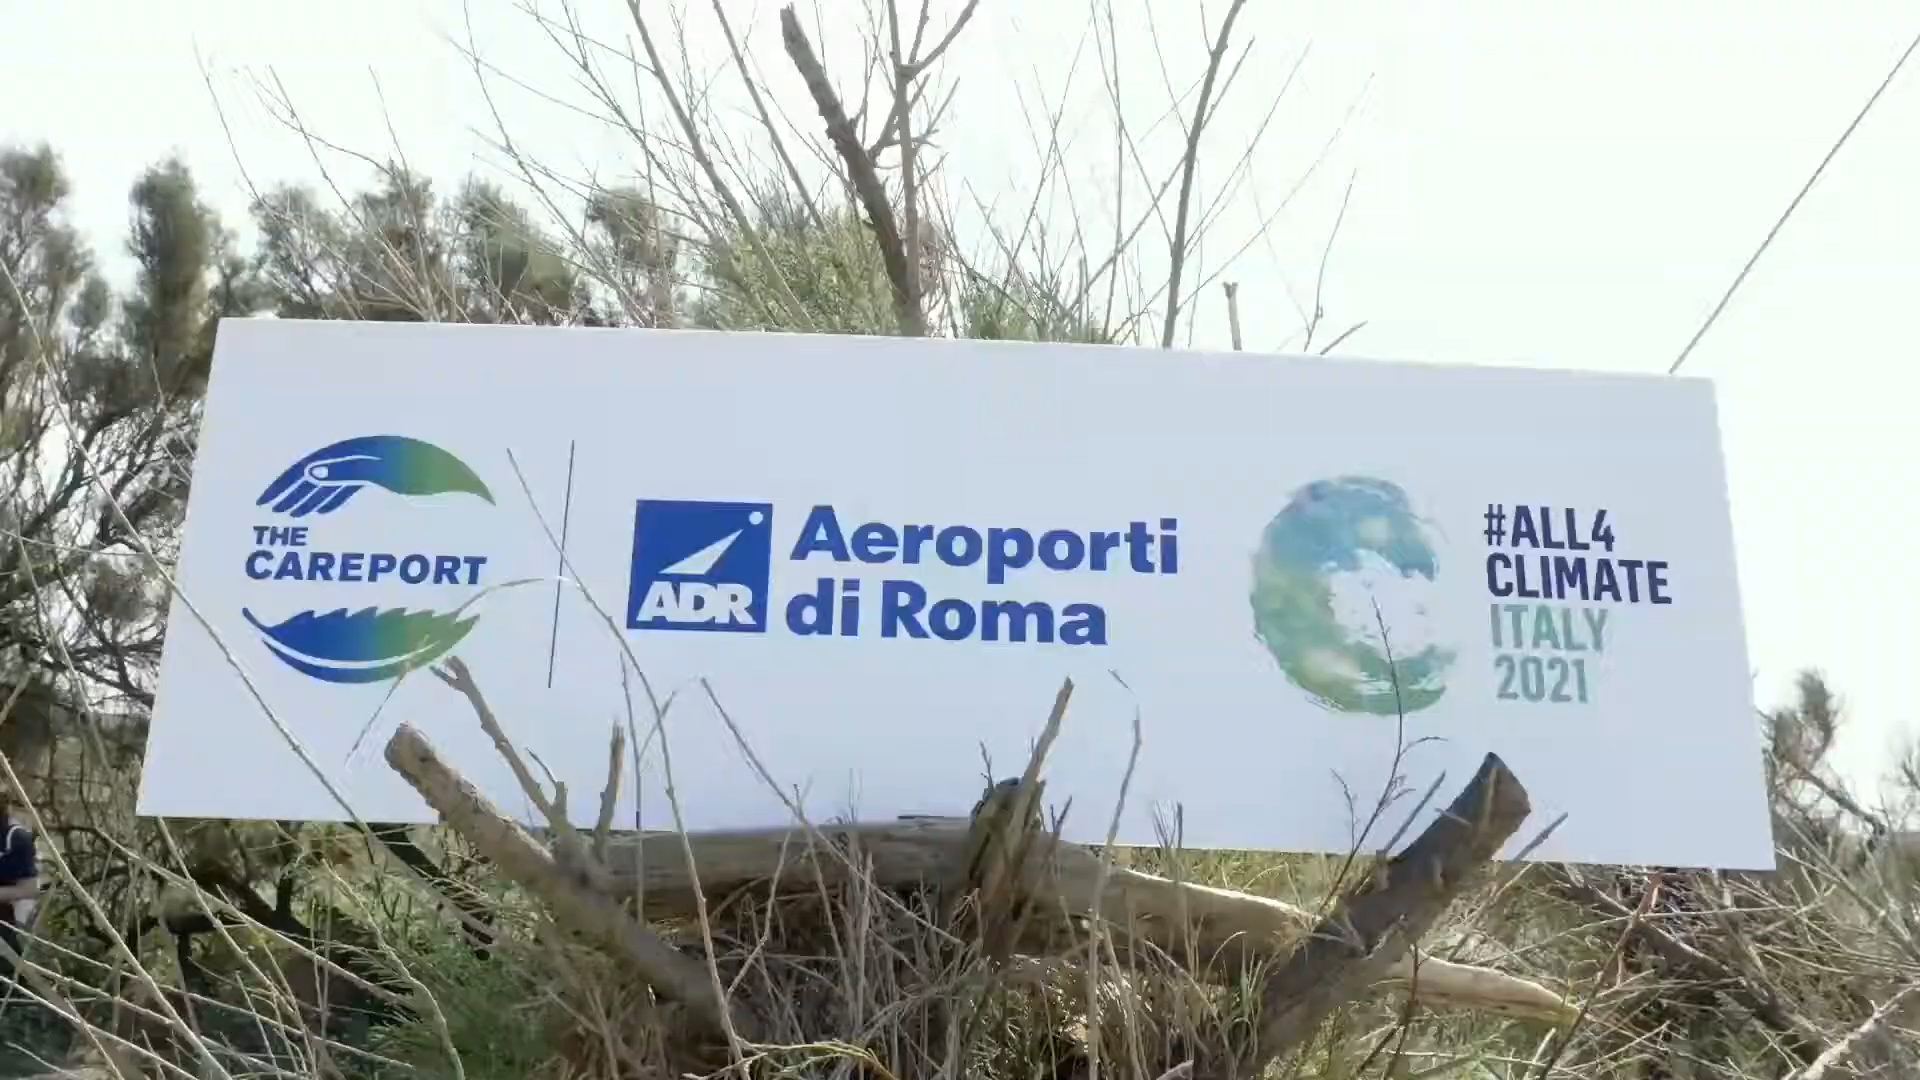 THE
CAREPORT
ADR
Aeroporti
di Roma
#ALL4
CLIMATE
ITALY
2021